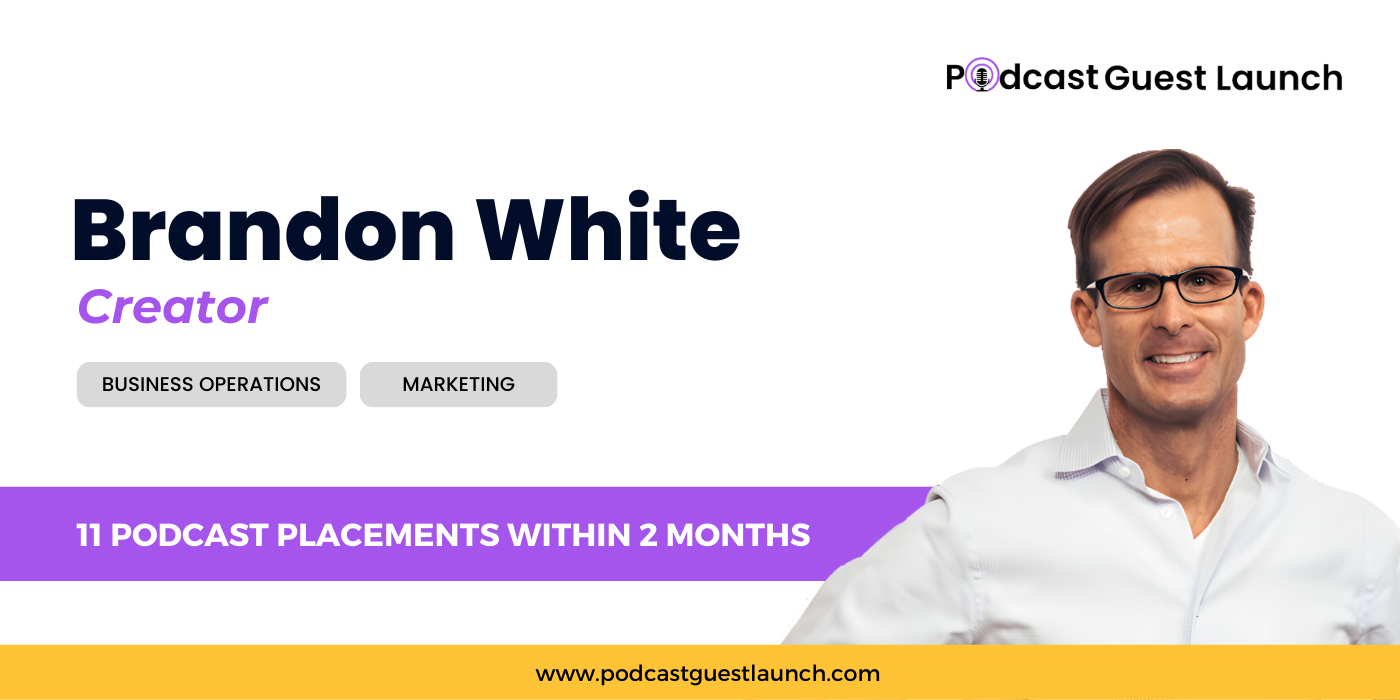 Podcast Guest Launch
Brandon White
Creator
BUSINESS OPERATIONS
MARKETING
11 PODCAST PLACEMENTS WITHIN 2 MONTHS
www.podcastguestlaunch.com